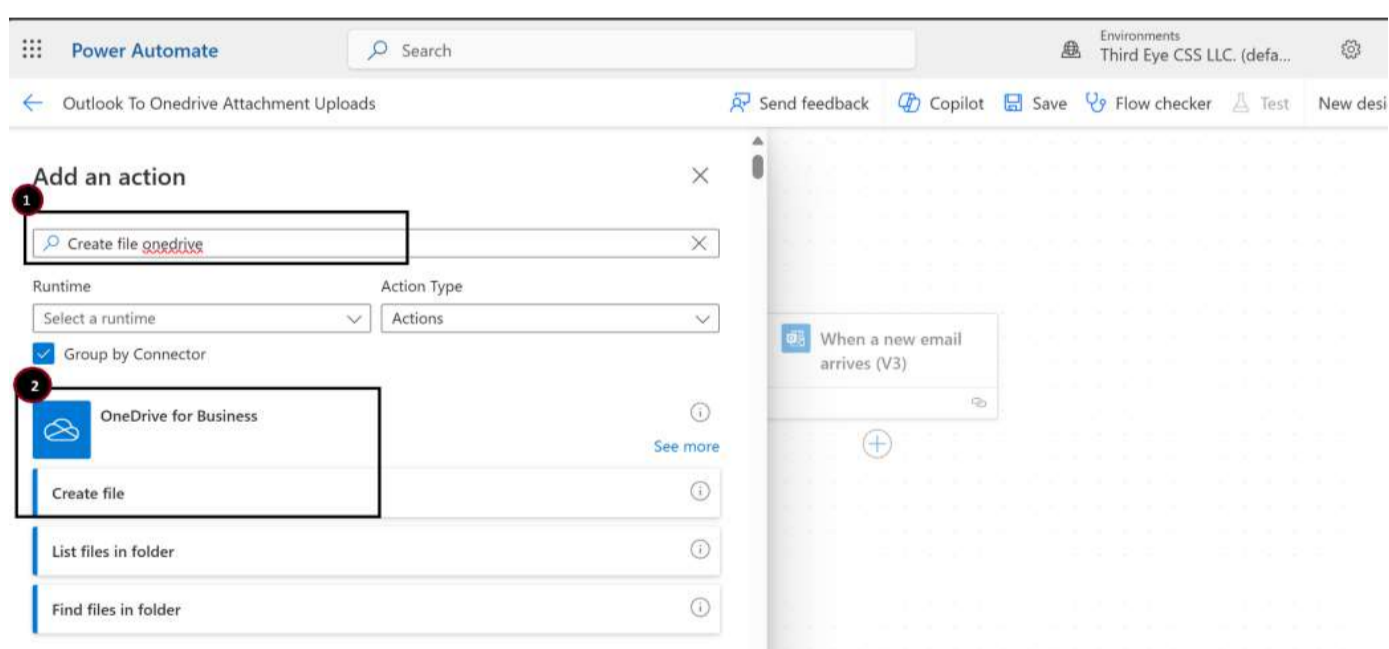 Power Automate
Search
Environments
Third Eye CSS LLC. (defa...
Outlook To Onedrive Attachment Uploads
Send feedback
Copilot
Save
Flow checker
Test
New desi
Add an action
1
Create file onedrive
Runtime
Action Type
Select a runtime
Actions
Group by Connector
2
OneDrive for Business
See more
Create file
List files in folder
Find files in folder
When a new email
arrives (V3)